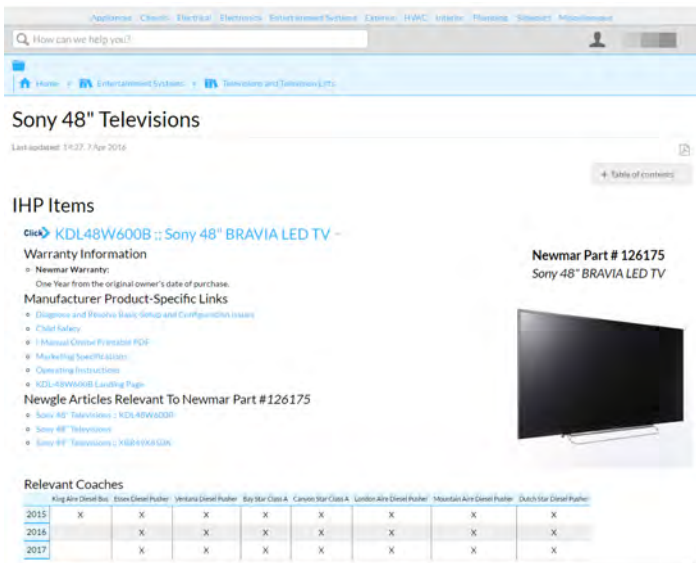 Appliances Chassis Electrical Electronics Entertainment Systems Exterior HVAC Interior Plumbing Slideouts Miscellaneous
How can we help you?
Home Entertainment Systems Televisions and Television Lifts
Sony 48" Televisions
Last updated: 14:27, 7 Apr 2016
+ Table of contents
IHP Items
Click KDL48W600B :: Sony 48" BRAVIA LED TV -
Warranty Information
Newmar Warranty:
One Year from the original owner's date of purchase.
Manufacturer Product-Specific Links
Diagnose and Resolve Basic Setup and Configuration Issues
Child Safety
I-Manual Online Printable PDF
Marketing Specifications
Operating Instructions
KDL-48W600B Landing Page
Newgle Articles Relevant To Newmar Part #126175
Sony 48" Televisions :: KDL48W600B
Sony 48" Televisions
Newmar Part # 126175
Sony 48" BRAVIA LED TV
Relevant Coaches
King Aire Diesel Bus Essex Diesel Pusher Ventana Diesel Pusher Bay Star Class A Canyon Star Class A London Aire Diesel Pusher Mountain Aire Diesel Pusher Dutch Star Diesel Pusher
2015 X X X X X X X X
2016 X X X X X X X
2017 X X X X X X X